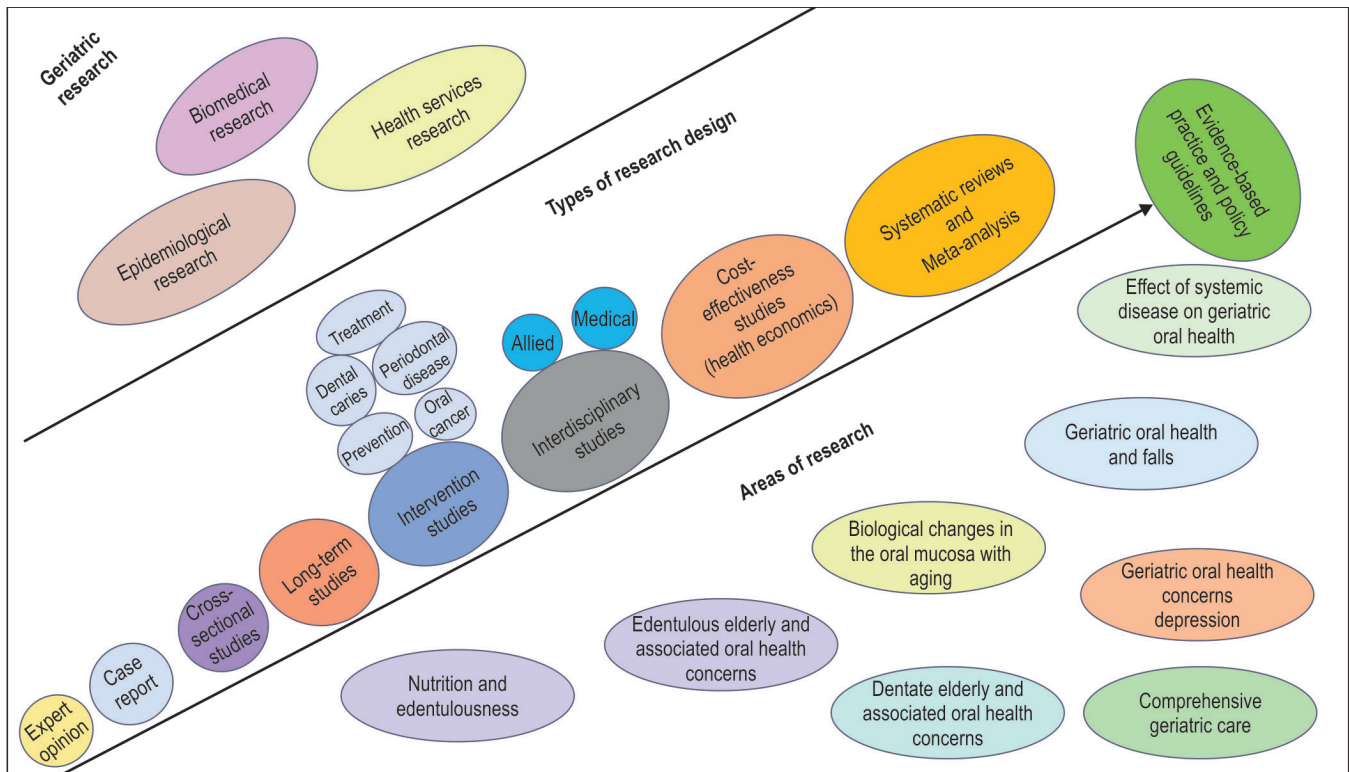 Geriatric
research
Biomedical
research
Health services
research
Epidemiological
research
Types of research design
Expert
opinion
Case
report
Cross-
sectional
studies
Long-term
studies
Intervention
studies
Prevention
Oral
cancer
Dental
caries
Periodontal
disease
Treatment
Interdisciplinary
studies
Allied
Medical
Cost-
effectiveness
studies
(health economics)
Systematic reviews
and
Meta-analysis
Evidence-based
practice and policy
guidelines
Areas of research
Effect of systemic
disease on geriatric
oral health
Geriatric oral health
and falls
Biological changes in
the oral mucosa with
aging
Geriatric oral health
concerns
depression
Edentulous elderly and
associated oral health
concerns
Nutrition and
edentulousness
Dentate elderly and
associated oral health
concerns
Comprehensive
geriatric care